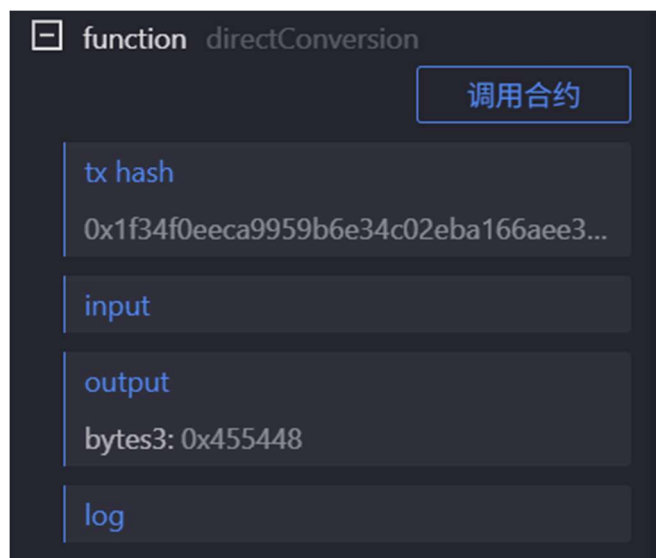 function directConversion
调用合约
tx hash
0x1f34f0eeca9959b6e34c02eba166aee3...
input
output
bytes3: 0x455448
log